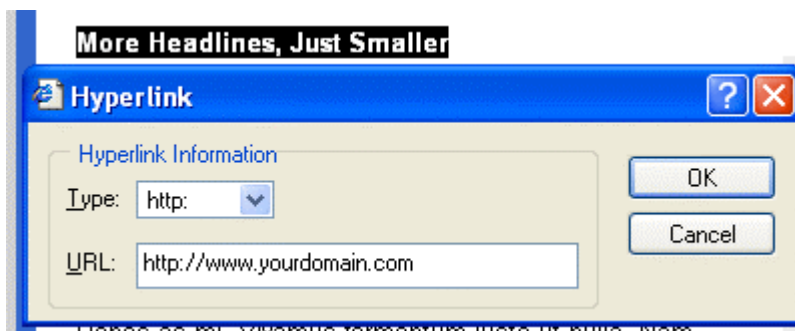 More Headlines, Just Smaller
Hyperlink
Hyperlink Information
Type: http:
OK
URL: http://www.yourdomain.com
Cancel